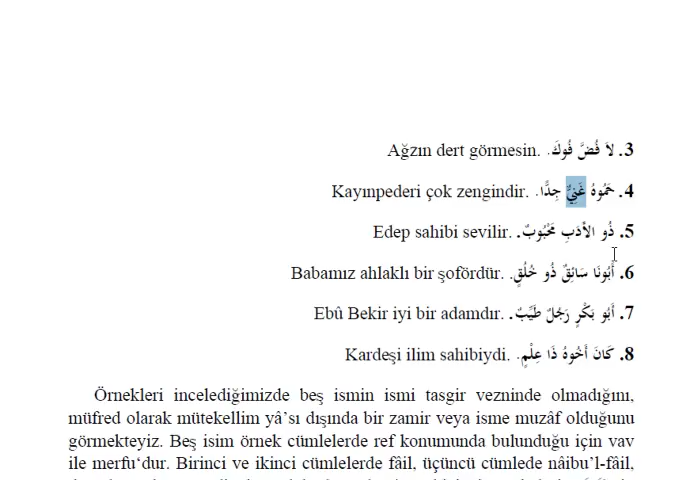 3. لاَ فُضَّ فُوكَ. Ağzın dert görmesin.
4. حَمُوهُ غَنِيٌّ جِدًّا. Kayınpederi çok zengindir.
5. ذُو الأَدَبِ مَحْبُوبٌ. Edep sahibi sevilir.
6. أَبُونَا سَائِقٌ ذُو خُلُقٍ. Babamız ahlaklı bir şofördür.
7. أَبُو بَكْرٍ رَجُلٌ طَيِّبٌ. Ebû Bekir iyi bir adamdır.
8. كَانَ أَخُوهُ ذَا عِلْمٍ. Kardeşi ilim sahibiydi.
Örnekleri incelediğimizde beş ismin ismi tasgir vezninde olmadığını,
müfred olarak mütekellim yâ’sı dışında bir zamir veya isme muzâf olduğunu
görmekteyiz. Beş isim örnek cümlelerde ref konumunda bulunduğu için vav
ile merfu‘dur. Birinci ve ikinci cümlelerde fâil, üçüncü cümlede nâibu’l-fail,